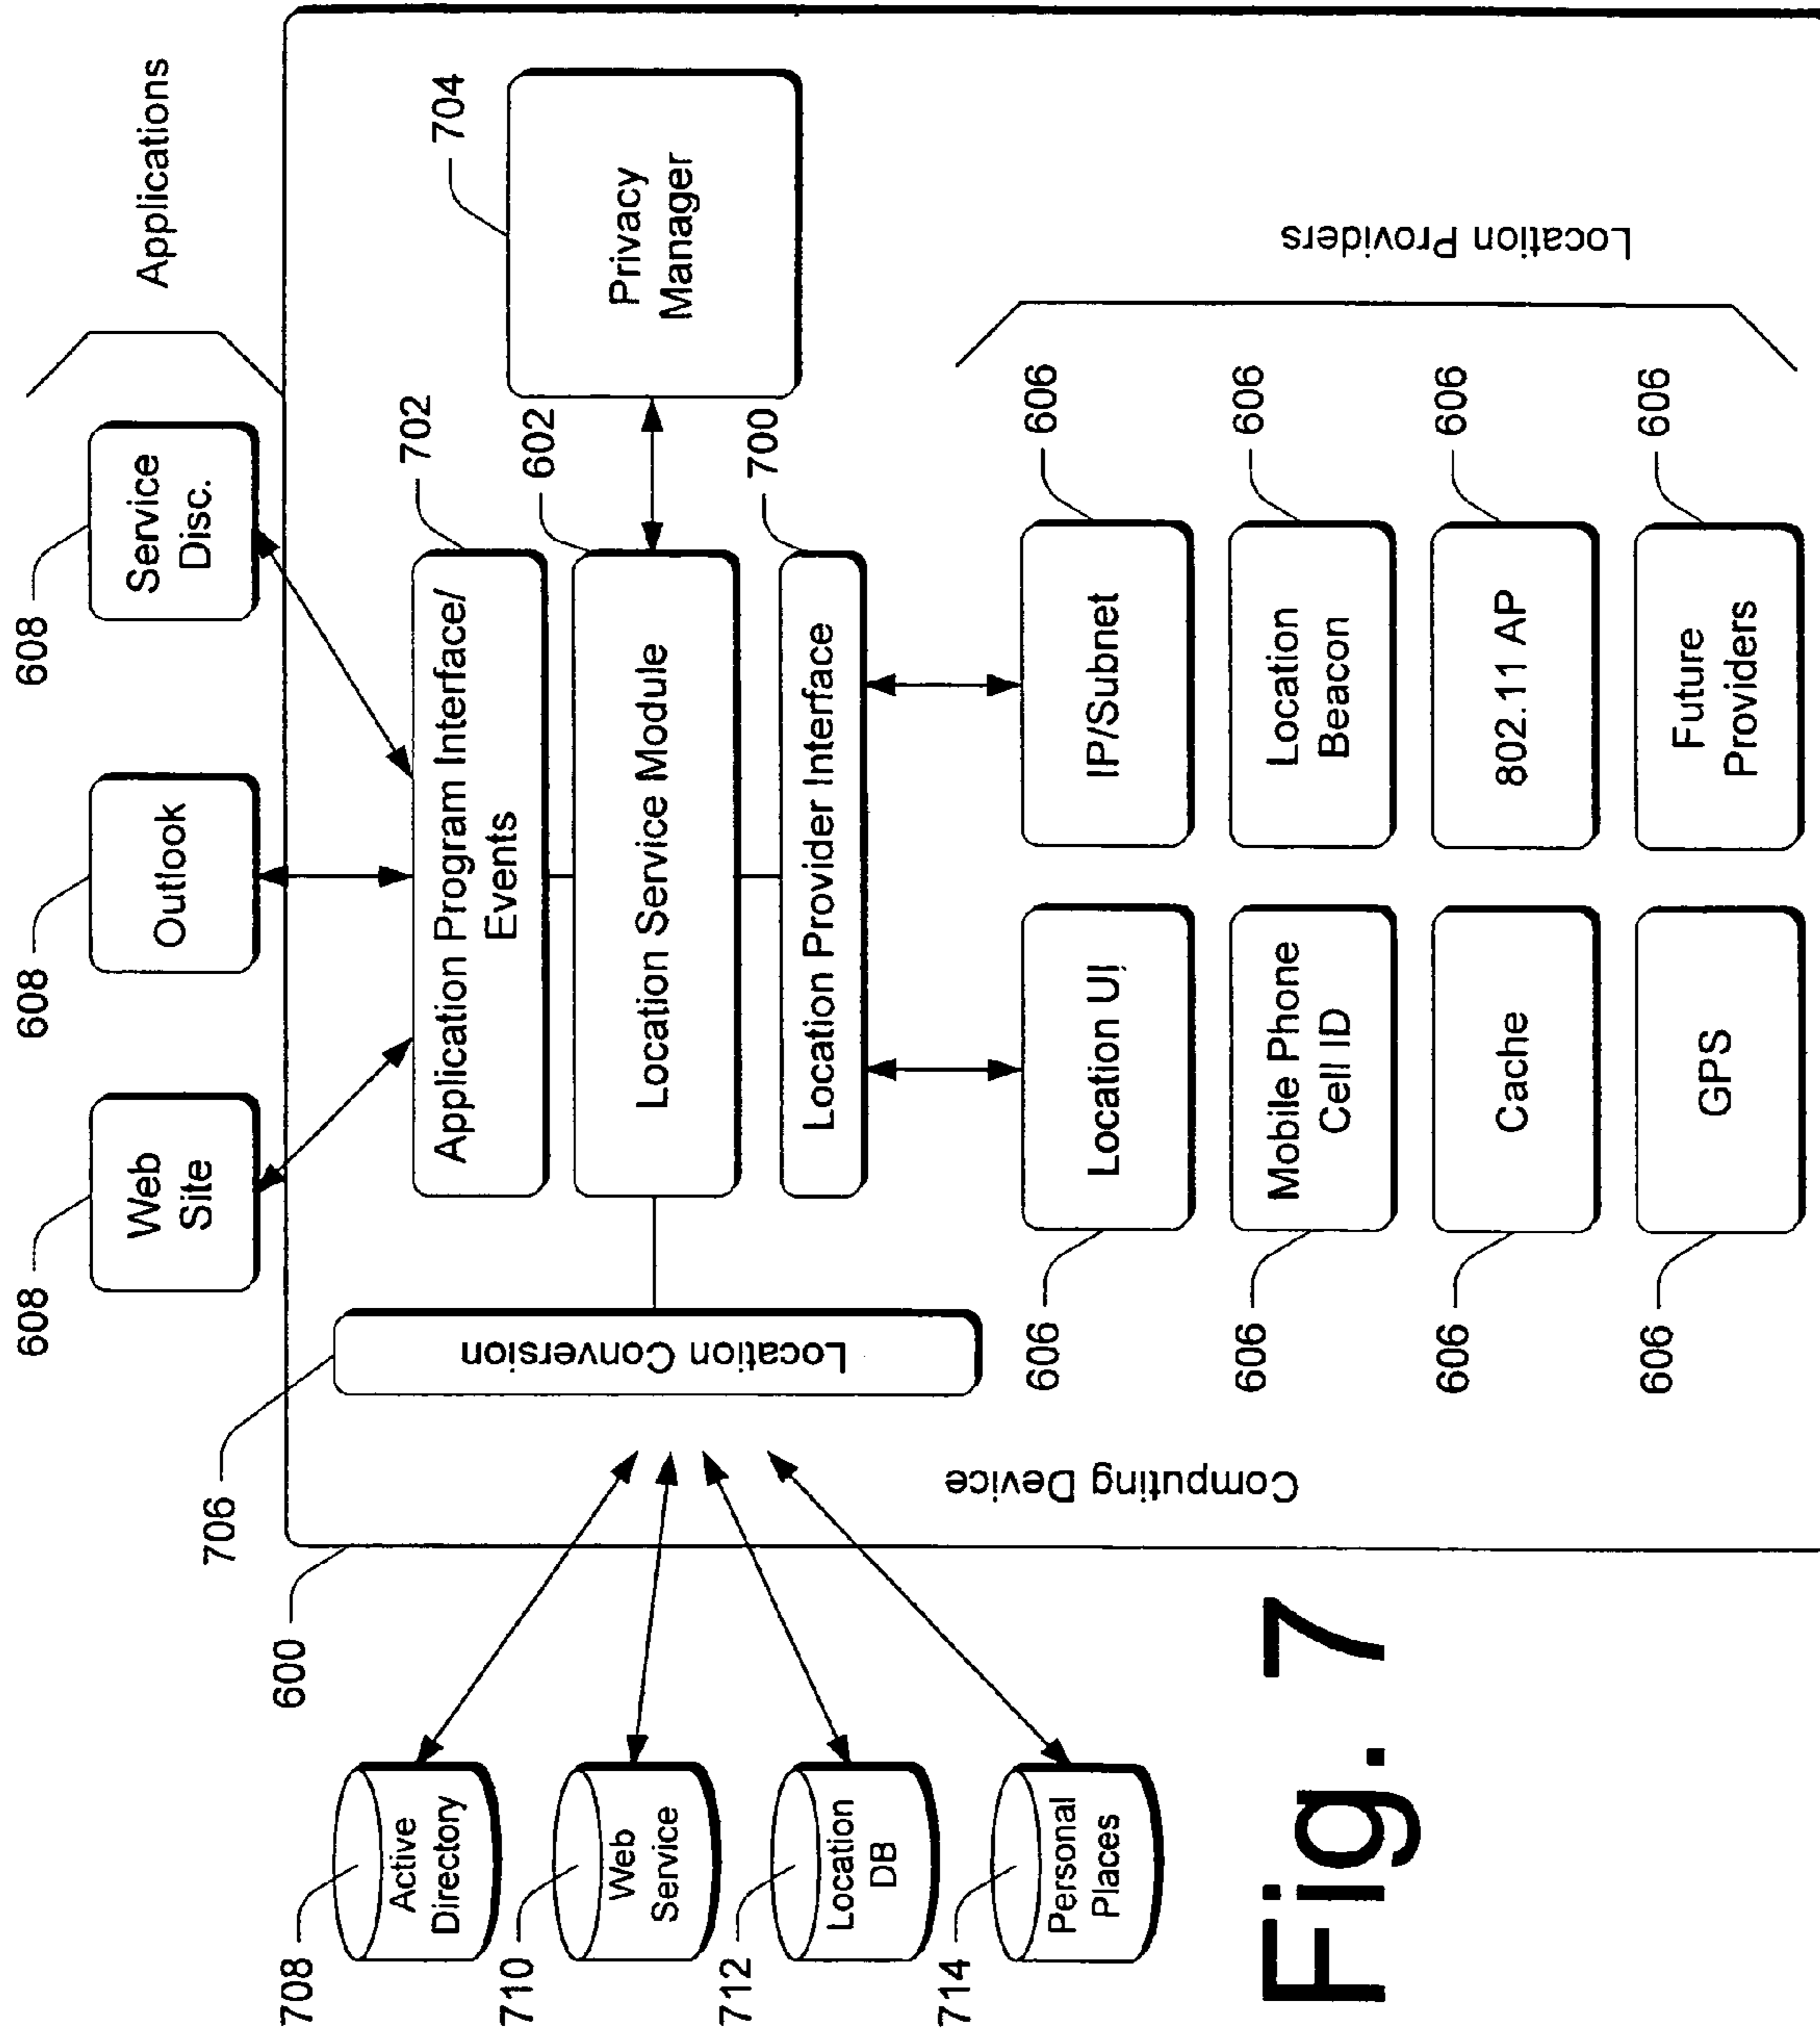 608
608
608
Applications
Web
Site
Outlook
Service
Disc.
706
600
702
704
Application Program Interface/
Events
602
Privacy
Manager
Location Service Module
700
Location Provider Interface
Location Conversion
Computing Device
708
Active
Directory
710
Web
Service
712
Location
DB
714
Personal
Places
606
Location UI
IP/Subnet
606
606
Mobile Phone
Cell ID
Location
Beacon
606
606
Cache
802.11 AP
606
606
GPS
Future
Providers
606
Location Providers
Fig. 7